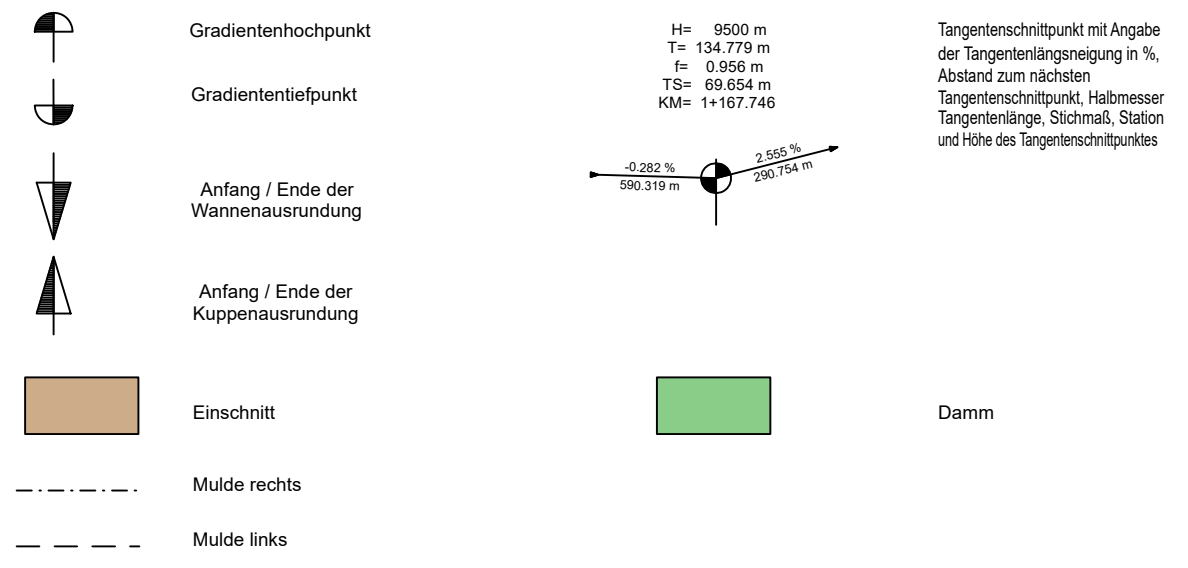 Gradientenhochpunkt
Gradiententiefpunkt
Anfang / Ende der
Wannenausrundung
Anfang / Ende der
Kuppenausrundung
Einschnitt
Mulde rechts
Mulde links
H= 9500 m
T= 134.779 m
f= 0.956 m
TS= 69.654 m
KM= 1+167.746
-0.282 %
590.319 m
2.555 %
290.754 m
Tangentenschnittpunkt mit Angabe
der Tangentenlängsneigung in %,
Abstand zum nächsten
Tangentenschnittpunkt, Halbmesser
Tangentenlänge, Stichmaß, Station
und Höhe des Tangentenschnittpunktes
Damm